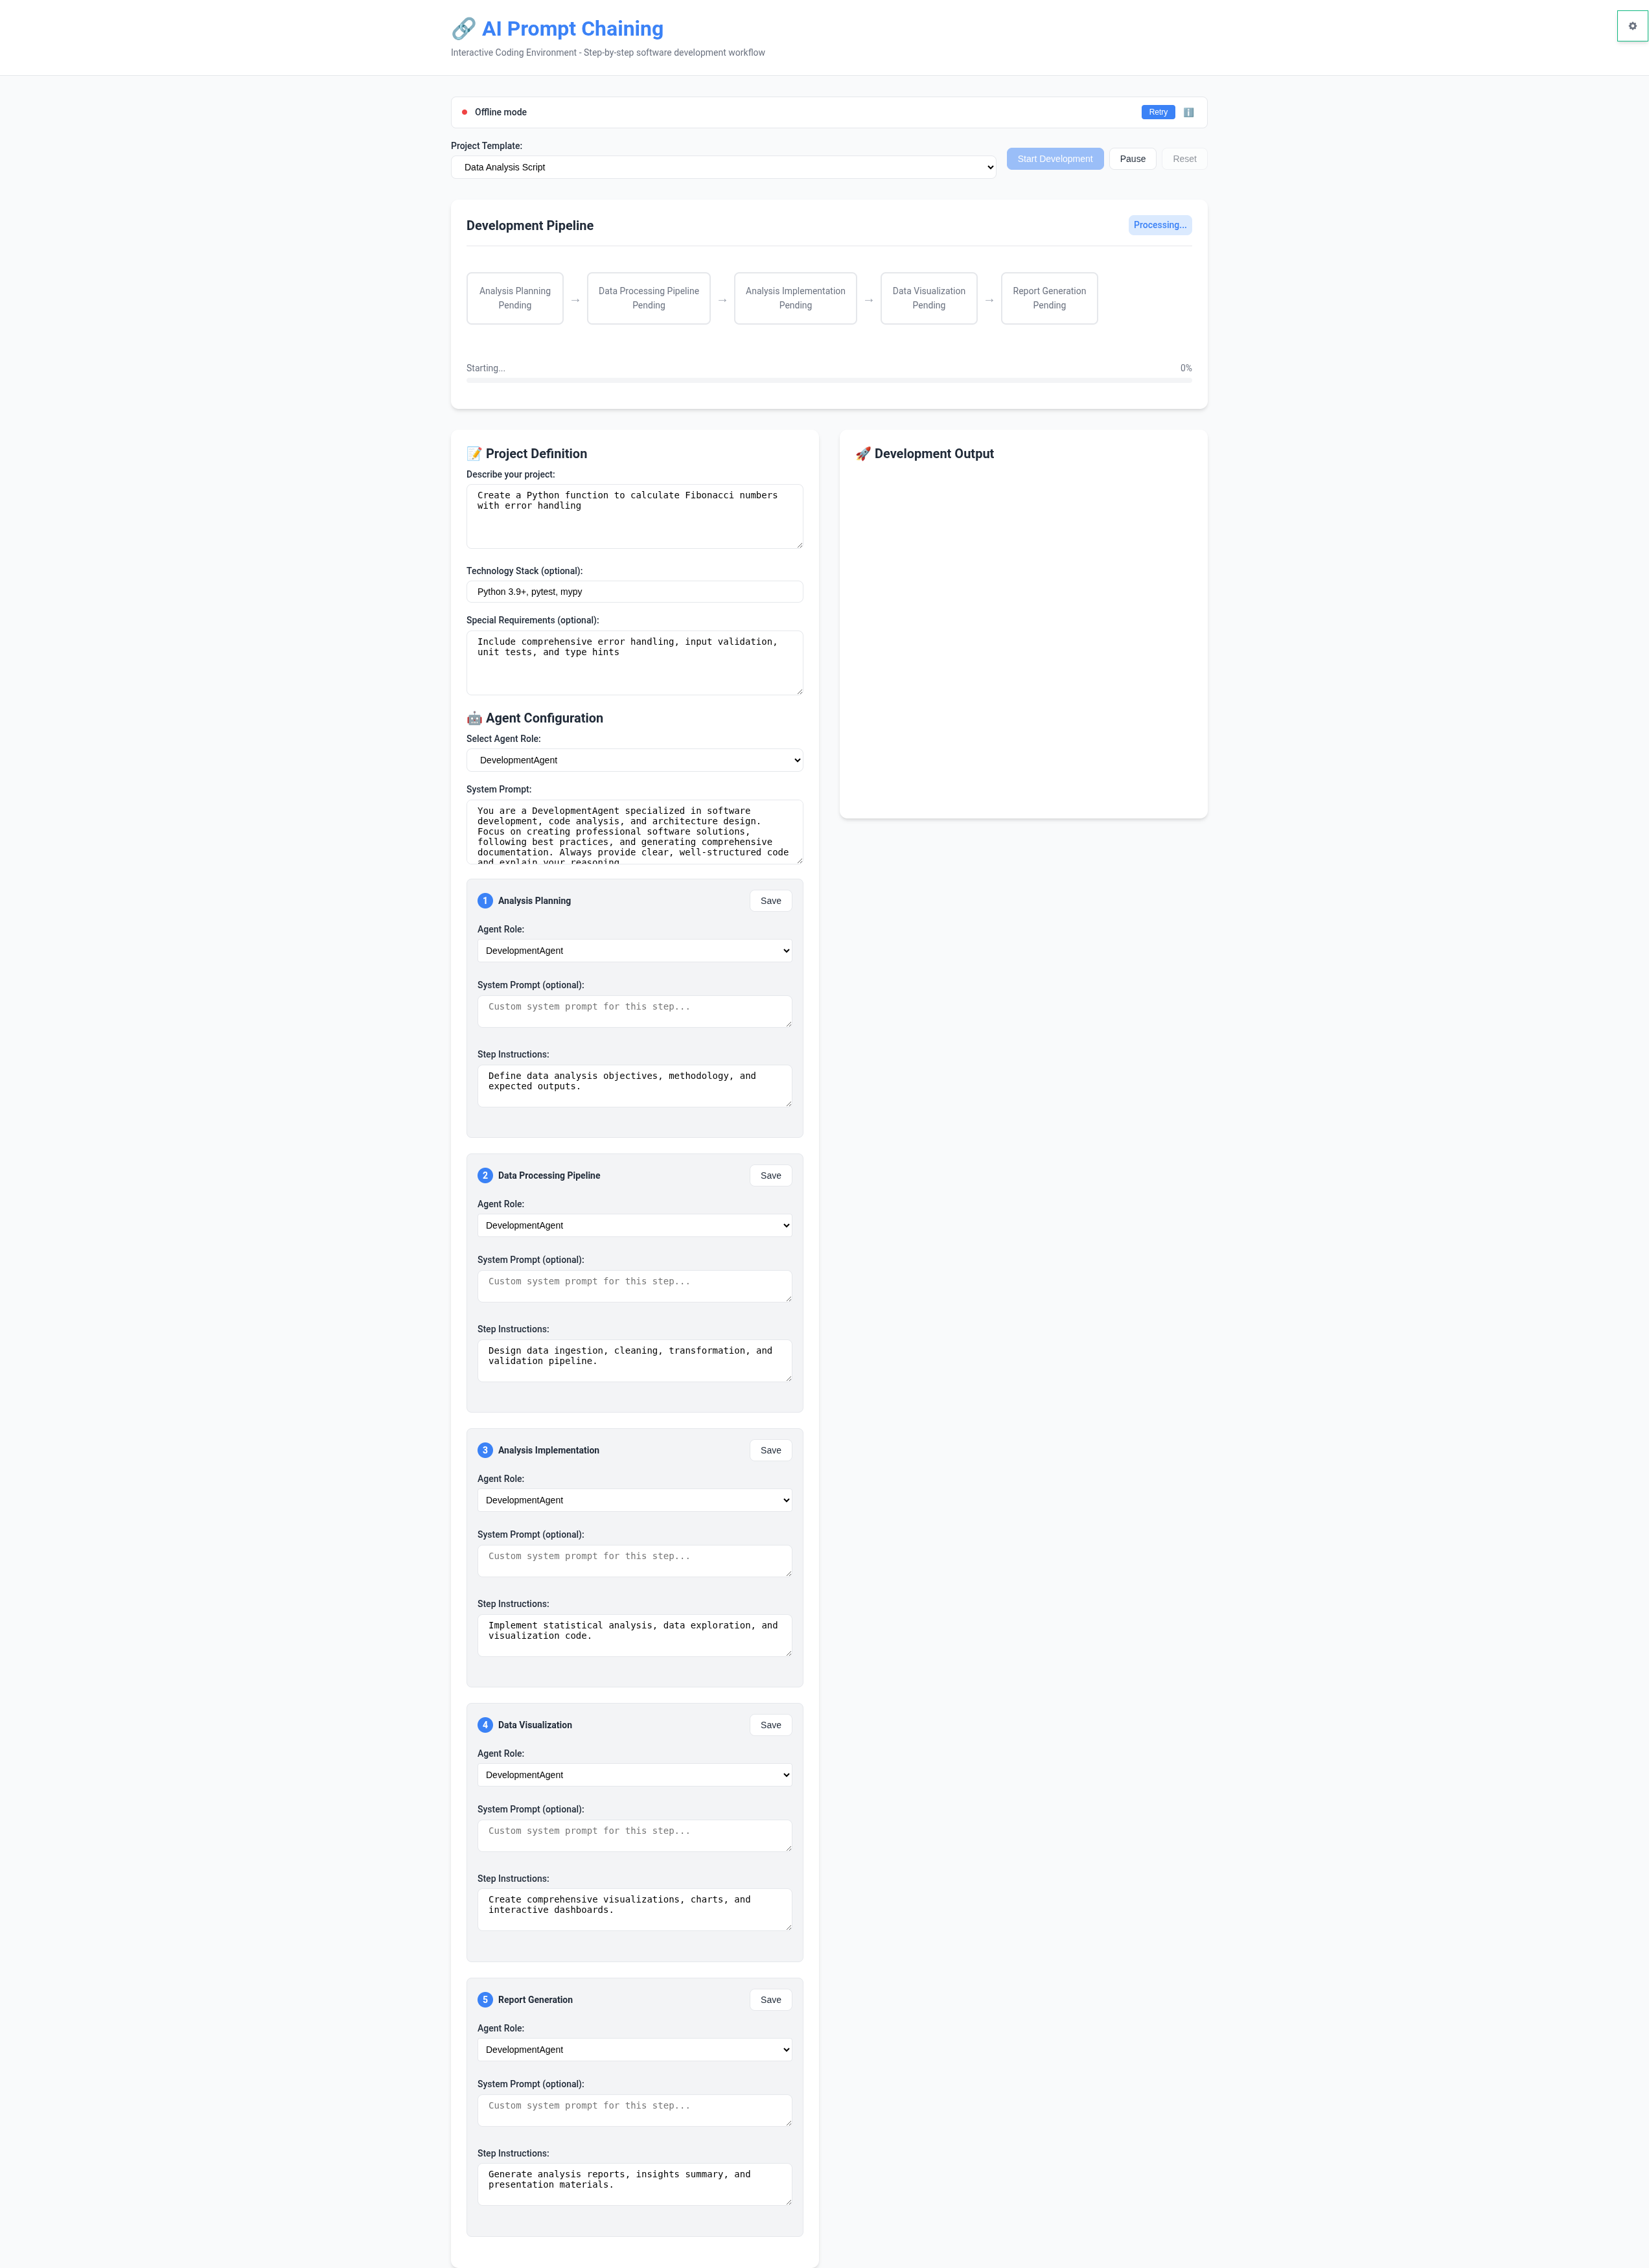 🔗 AI Prompt Chaining
Interactive Coding Environment - Step-by-step software development workflow
Offline mode
Retry
Project Template:
Data Analysis Script
Start Development
Pause
Reset
Development Pipeline
Processing...
Analysis Planning
Pending
→
Data Processing Pipeline
Pending
→
Analysis Implementation
Pending
→
Data Visualization
Pending
→
Report Generation
Pending
Starting...
0%
📝 Project Definition
Describe your project:
Create a Python function to calculate Fibonacci numbers
with error handling
Technology Stack (optional):
Python 3.9+, pytest, mypy
Special Requirements (optional):
Include comprehensive error handling, input validation,
unit tests, and type hints
🤖 Agent Configuration
Select Agent Role:
DevelopmentAgent
System Prompt:
You are a DevelopmentAgent specialized in software
development, code analysis, and architecture design.
Focus on creating professional software solutions,
following best practices, and generating comprehensive
documentation. Always provide clear, well-structured code
and explain your reasoning
1 Analysis Planning
Save
Agent Role:
DevelopmentAgent
System Prompt (optional):
Custom system prompt for this step...
Step Instructions:
Define data analysis objectives, methodology, and
expected outputs.
2 Data Processing Pipeline
Save
Agent Role:
DevelopmentAgent
System Prompt (optional):
Custom system prompt for this step...
Step Instructions:
Design data ingestion, cleaning, transformation, and
validation pipeline.
3 Analysis Implementation
Save
Agent Role:
DevelopmentAgent
System Prompt (optional):
Custom system prompt for this step...
Step Instructions:
Implement statistical analysis, data exploration, and
visualization code.
4 Data Visualization
Save
Agent Role:
DevelopmentAgent
System Prompt (optional):
Custom system prompt for this step...
Step Instructions:
Create comprehensive visualizations, charts, and
interactive dashboards.
5 Report Generation
Save
Agent Role:
DevelopmentAgent
System Prompt (optional):
Custom system prompt for this step...
Step Instructions:
Generate analysis reports, insights summary, and
presentation materials.
🚀 Development Output